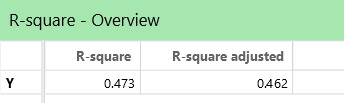 R-square - Overview
R-square R-square adjusted
Y 0.473 0.462